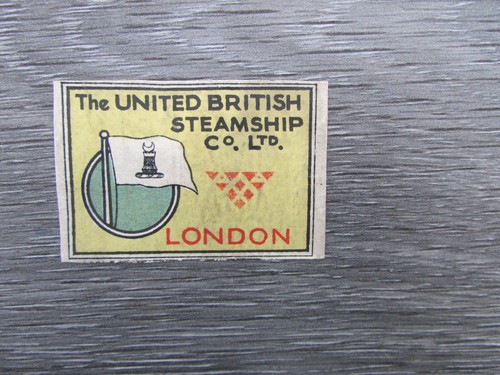 The UNITED BRITISH
STEAMSHIP
Co. LTD.
LONDON